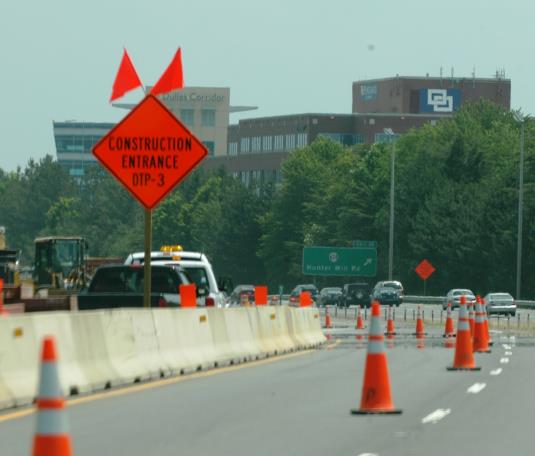 Dulles Corridor
CONSTRUCTION
ENTRANCE
DTP-3
Hunter Mill Rd